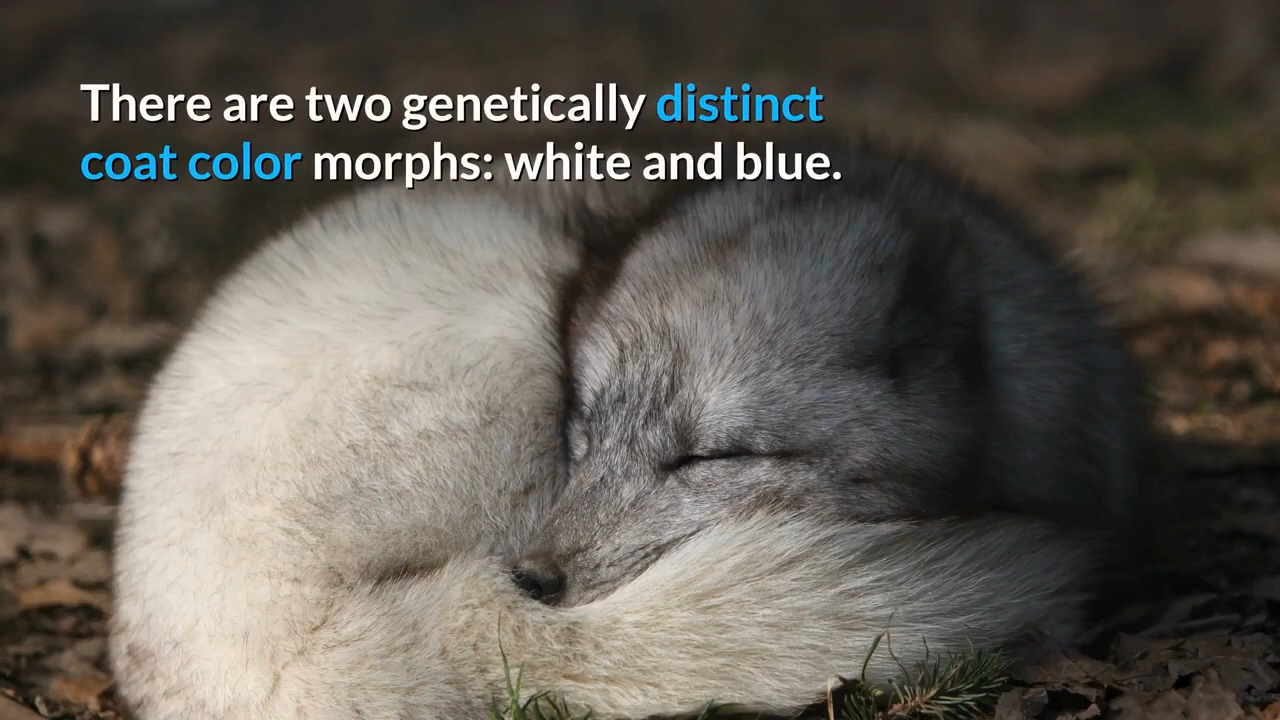 There are two genetically distinct
coat color morphs: white and blue.